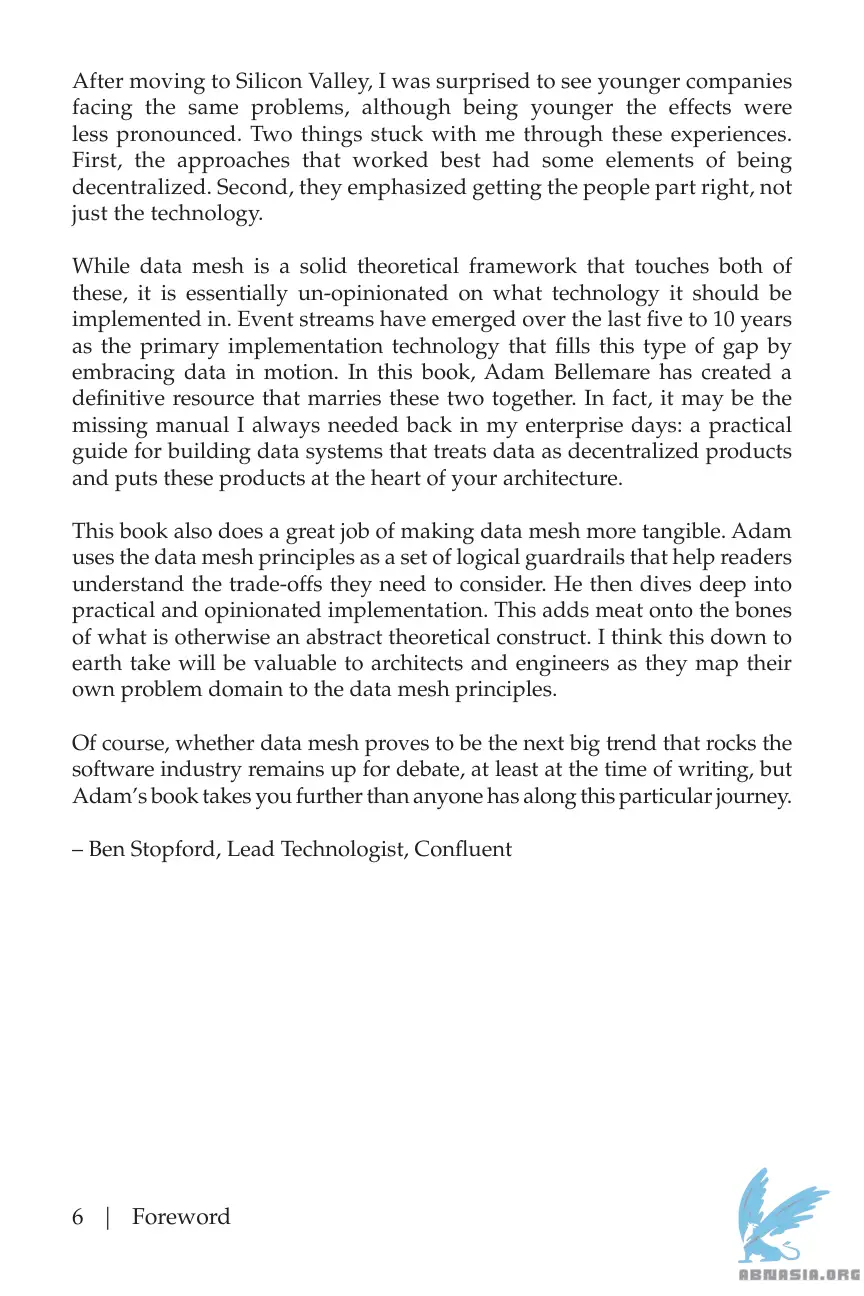 After moving to Silicon Valley, I was surprised to see younger companies
facing the same problems, although being younger the effects were
less pronounced. Two things stuck with me through these experiences.
First, the approaches that worked best had some elements of being
decentralized. Second, they emphasized getting the people part right, not
just the technology.
While data mesh is a solid theoretical framework that touches both of
these, it is essentially un-opinionated on what technology it should be
implemented in. Event streams have emerged over the last five to 10 years
as the primary implementation technology that fills this type of gap by
embracing data in motion. In this book, Adam Bellemare has created a
definitive resource that marries these two together. In fact, it may be the
missing manual I always needed back in my enterprise days: a practical
guide for building data systems that treats data as decentralized products
and puts these products at the heart of your architecture.
This book also does a great job of making data mesh more tangible. Adam
uses the data mesh principles as a set of logical guardrails that help readers
understand the trade-offs they need to consider. He then dives deep into
practical and opinionated implementation. This adds meat onto the bones
of what is otherwise an abstract theoretical construct. I think this down to
earth take will be valuable to architects and engineers as they map their
own problem domain to the data mesh principles.
Of course, whether data mesh proves to be the next big trend that rocks the
software industry remains up for debate, at least at the time of writing, but
Adam’s book takes you further than anyone has along this particular journey.
– Ben Stopford, Lead Technologist, Confluent
6 | Foreword
ABNASIA.ORG